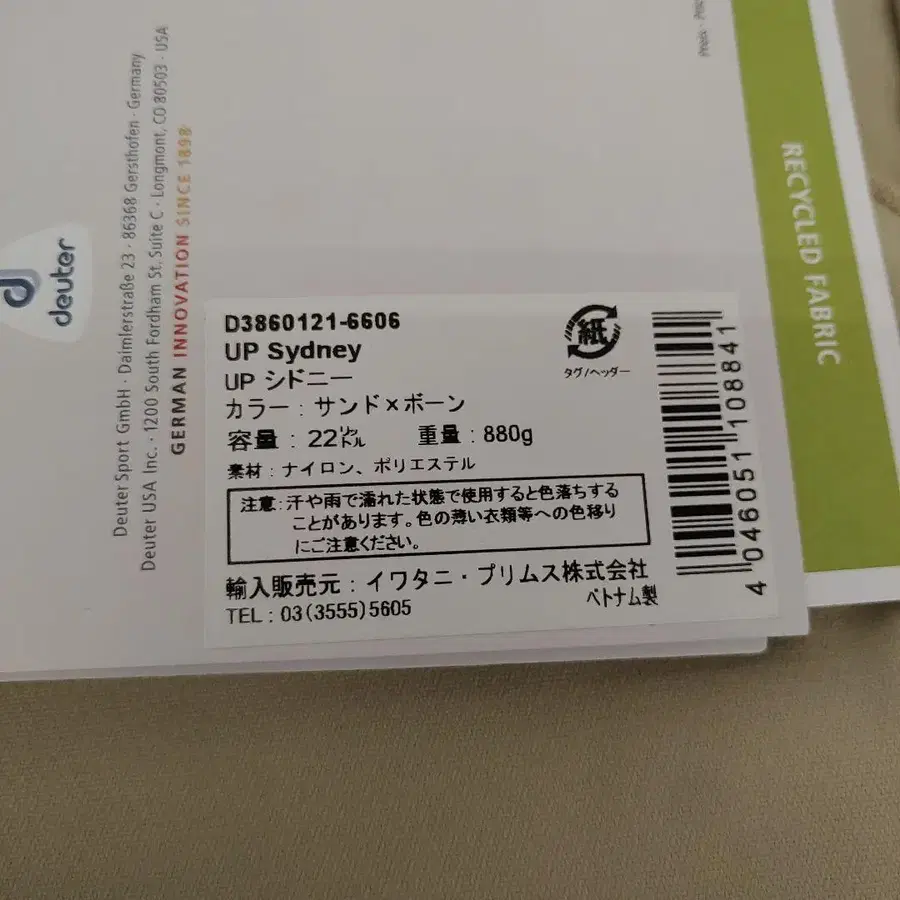 deuter
Deuter Sport GmbH · Daimlerstraße 23 · 86368 Gersthofen · Germany
Deuter USA Inc. · 1200 South Fordham St. Suite C · Longmont, CO 80503 · USA
GERMAN INNOVATION SINCE 1898
RECYCLED FABRIC
D3860121-6606
UP Sydney
UP シドニー
カラー：サンド×ボーン
容量：22㍑ 重量：880g
素材：ナイロン、ポリエステル
注意：汗や雨で濡れた状態で使用すると色落ちする
ことがあります。色の薄い衣類等への色移り
にご注意ください。
輸入販売元：イワタニ・プリムス株式会社
TEL：03(3555)5605
ベトナム製
紙
タグ/ヘッダー
4 046051 108841